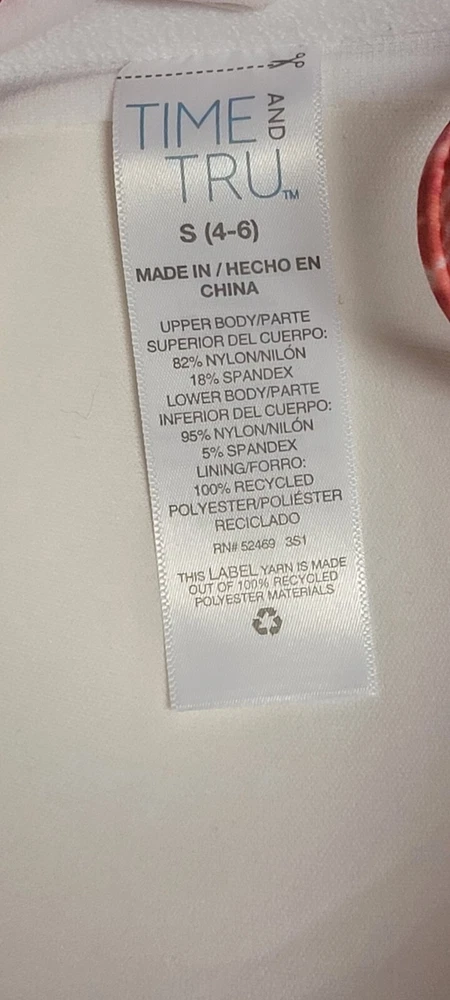 TIME AND
TRU™
S (4-6)
MADE IN / HECHO EN
CHINA
UPPER BODY/PARTE
SUPERIOR DEL CUERPO:
82% NYLON/NILÓN
18% SPANDEX
LOWER BODY/PARTE
INFERIOR DEL CUERPO:
95% NYLON/NILÓN
5% SPANDEX
LINING/FORRO:
100% RECYCLED
POLYESTER/POLIÉSTER
RECICLADO
RN# 52469 3S1
THIS LABEL YARN IS MADE
OUT OF 100% RECYCLED
POLYESTER MATERIALS